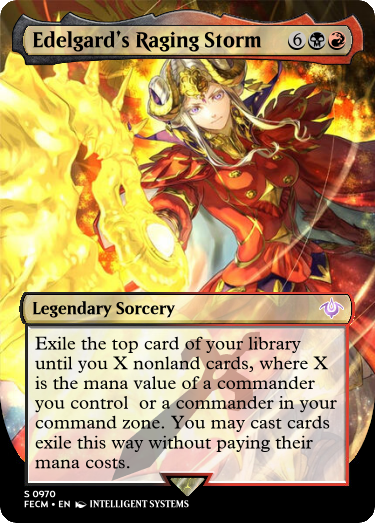 Edelgard's Raging Storm 6
Legendary Sorcery
Exile the top card of your library
until you X nonland cards, where X
is the mana value of a commander
you control or a commander in your
command zone. You may cast cards
exile this way without paying their
mana costs.
S 0970
FECM • EN INTELLIGENT SYSTEMS